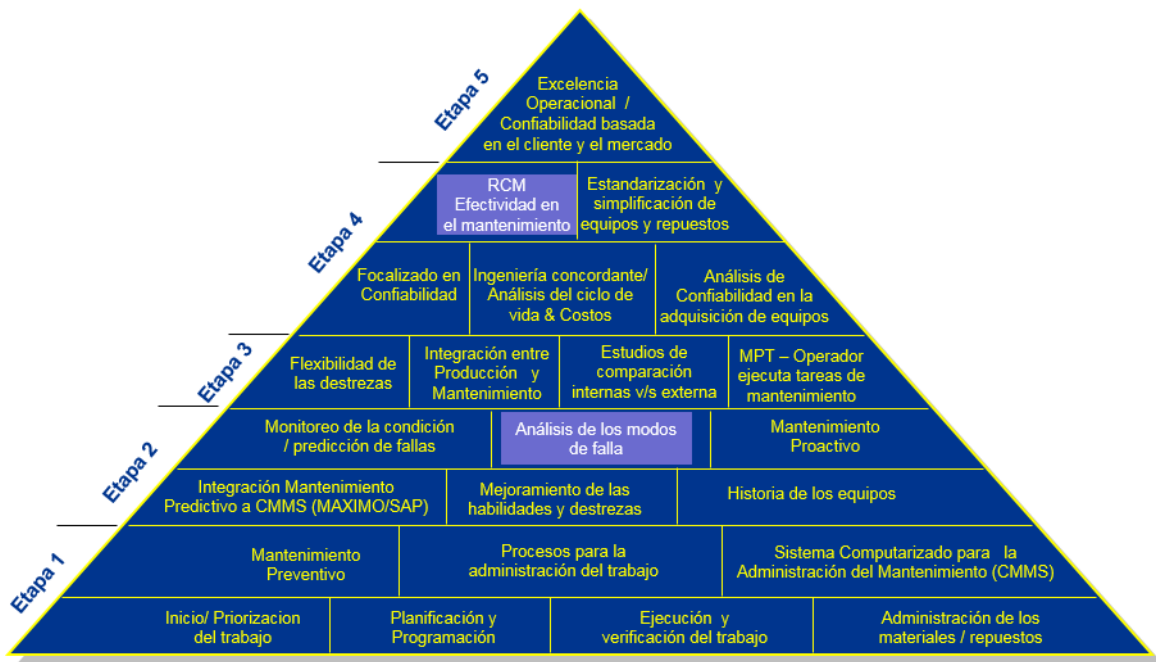 Etapa 5
Excelencia
Operacional /
Confiabilidad basada
en el cliente y el mercado
Etapa 4
RCM
Efectividad en
el mantenimiento
Estandarización y
simplificación de
equipos y repuestos
Focalizado en
Confiabilidad
Ingeniería concordante/
Análisis del ciclo de
vida & Costos
Análisis de
Confiabilidad en la
adquisición de equipos
Etapa 3
Flexibilidad de
las destrezas
Integración entre
Producción y
Mantenimiento
Estudios de
comparación
internas v/s externa
MPT – Operador
ejecuta tareas de
mantenimiento
Etapa 2
Monitoreo de la condición
/ predicción de fallas
Análisis de los modos
de falla
Mantenimiento
Proactivo
Integración Mantenimiento
Predictivo a CMMS (MAXIMO/SAP)
Mejoramiento de las
habilidades y destrezas
Historia de los equipos
Etapa 1
Mantenimiento
Preventivo
Procesos para la
administración del trabajo
Sistema Computarizado para la
Administración del Mantenimiento (CMMS)
Inicio/ Priorizacion
del trabajo
Planificación y
Programación
Ejecución y
verificación del trabajo
Administración de los
materiales / repuestos